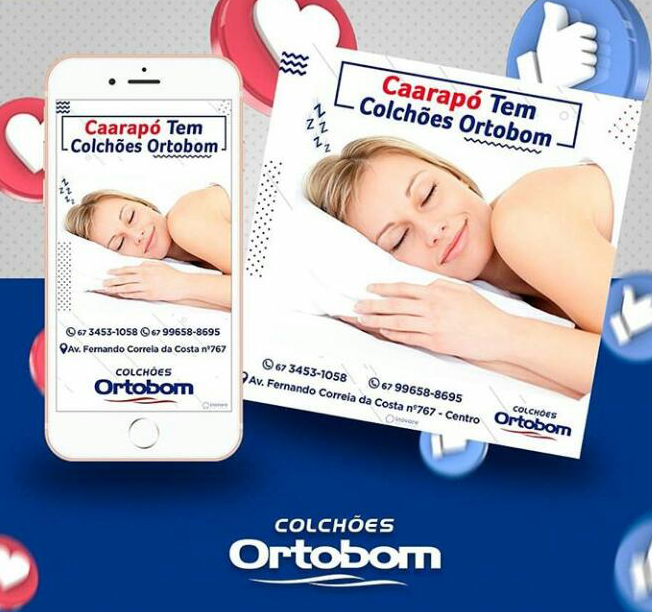 Caarapó Tem
Colchões Ortobom
z z z z
67 3453-1058 67 99658-8695
Av. Fernando Correia da Costa nº767
COLCHÕES
Ortobom
inovare
Caarapó Tem
Colchões Ortobom
z z z z z
67 3453-1058 67 99658-8695
Av. Fernando Correia da Costa nº767 - Centro
COLCHÕES
Ortobom
inovare
COLCHÕES
Ortobom